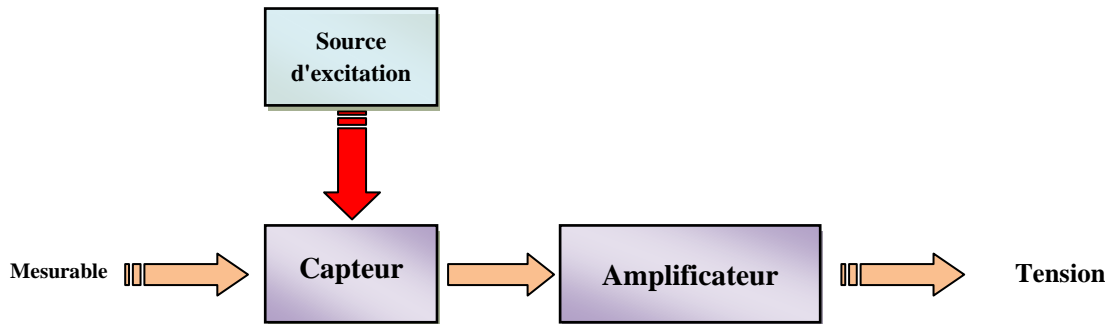 Source
d'excitation
Mesurable
Capteur
Amplificateur
Tension